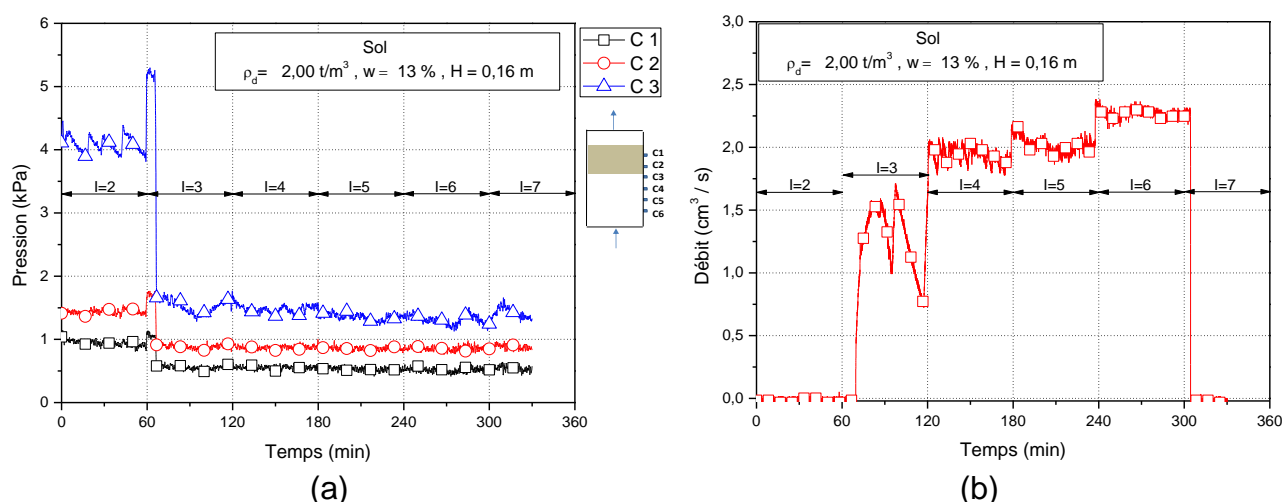 6
5
4
3
2
1
0
Pression (kPa)
Sol
ρd= 2,00 t/m³ , w = 13 % , H = 0,16 m
C 1
C 2
C 3
C1
C2
C3
C4
C5
C6
I=2
I=3
I=4
I=5
I=6
I=7
0 60 120 180 240 300 360
Temps (min)
(a)
3,0
2,5
2,0
1,5
1,0
0,5
0,0
Débit (cm³ / s)
Sol
ρd= 2,00 t/m³ , w = 13 % , H = 0,16 m
I=2
I=3
I=4
I=5
I=6
I=7
0 60 120 180 240 300 360
Temps (min)
(b)